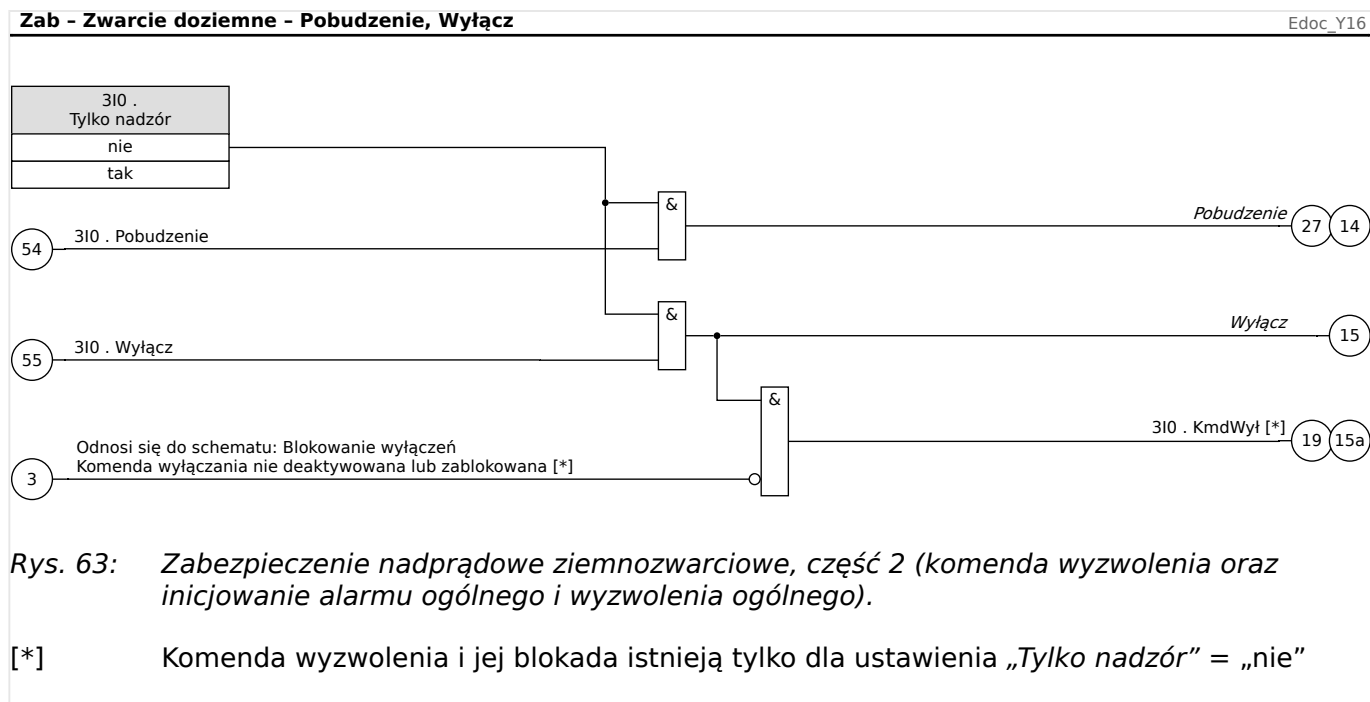 Zab – Zwarcie doziemne – Pobudzenie, Wyłącz
Edoc_Y16
3I0 .
Tylko nadzór
nie
tak
&
Pobudzenie
27
14
54
3I0 . Pobudzenie
&
Wyłącz
15
55
3I0 . Wyłącz
&
3I0 . KmdWył [*]
19
15a
Odnosi się do schematu: Blokowanie wyłączeń
Komenda wyłączania nie deaktywowana lub zablokowana [*]
3
Rys. 63: Zabezpieczenie nadprądowe ziemnozwarciowe, część 2 (komenda wyzwolenia oraz
inicjowanie alarmu ogólnego i wyzwolenia ogólnego).
[*] Komenda wyzwolenia i jej blokada istnieją tylko dla ustawienia „Tylko nadzór” = „nie”